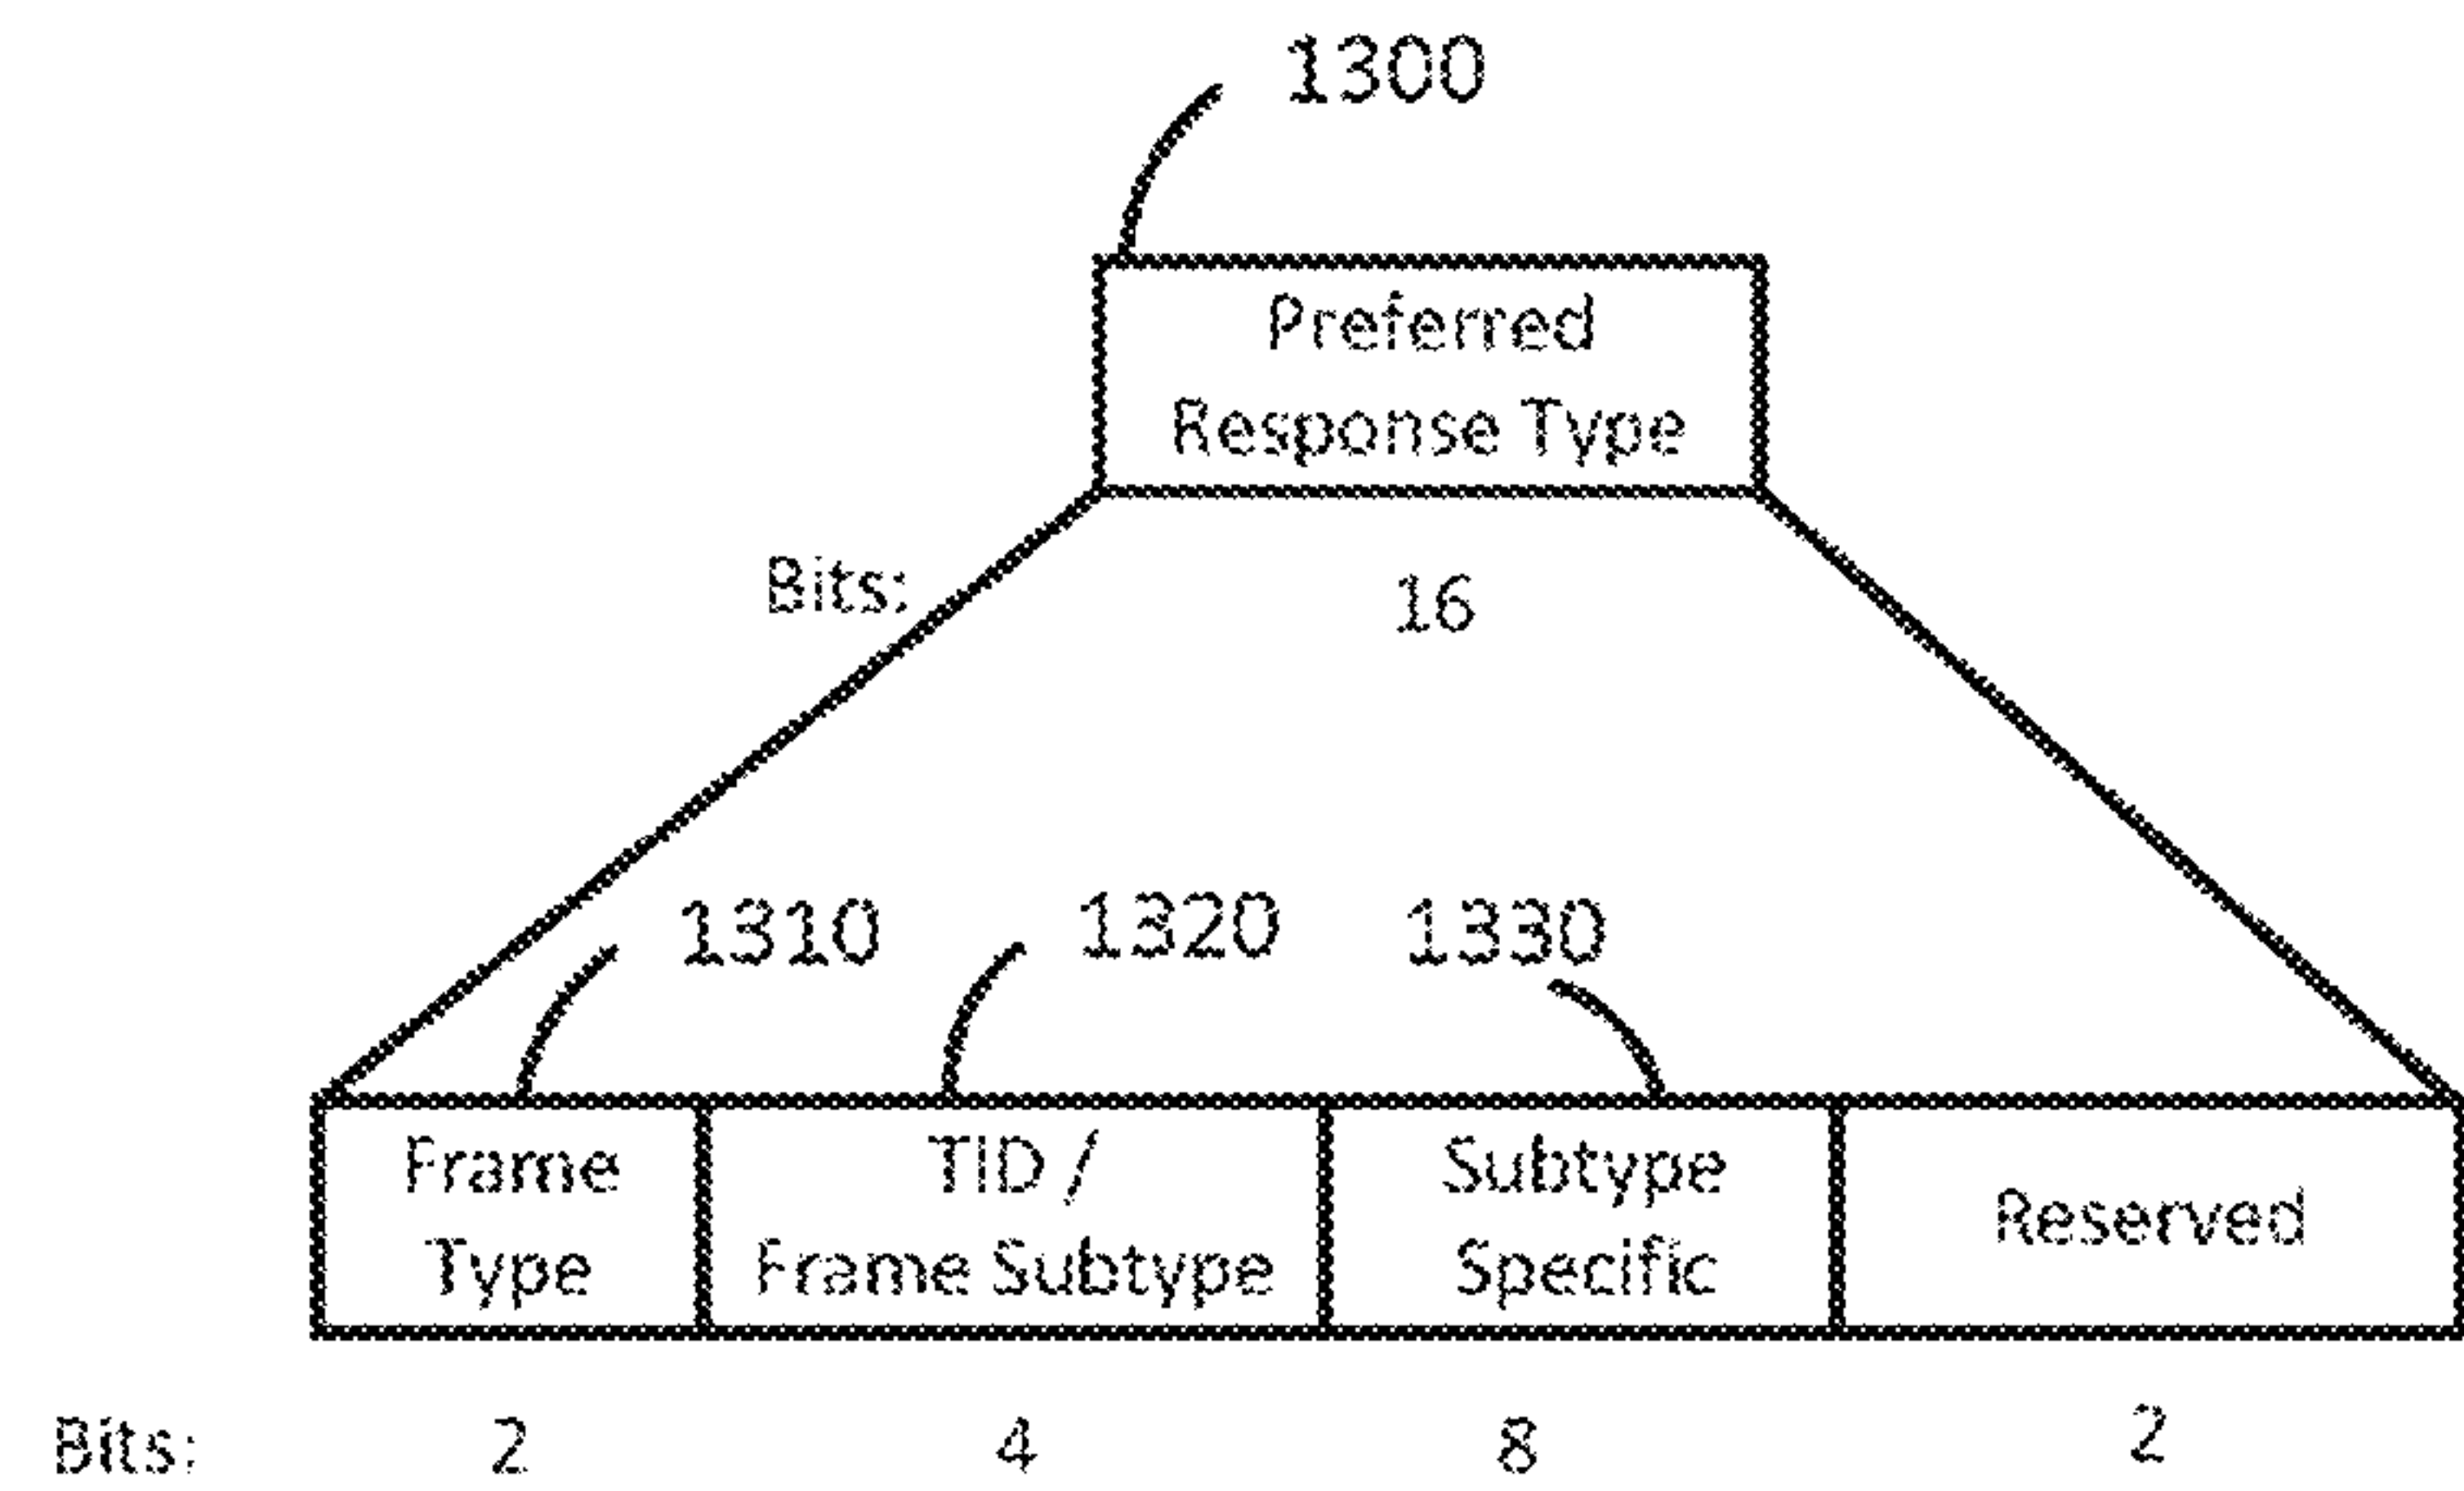 1300
Preferred
Response Type
Bits:
16
1310
1320
1330
Frame
Type
TID /
Frame Subtype
Subtype
Specific
Reserved
Bits:
2
4
8
2